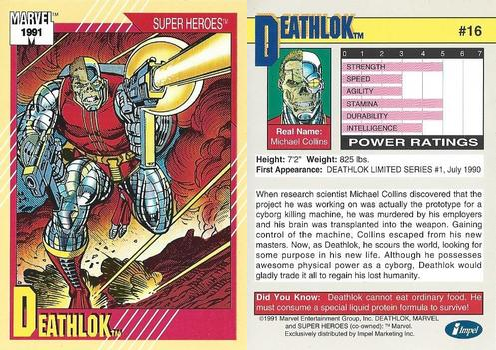 MARVEL™
1991
SUPER HEROES™
DEATHLOK™
DEATHLOK™
#16
0 1 2 3 4 5 6 7
STRENGTH
SPEED
AGILITY
STAMINA
DURABILITY
INTELLIGENCE
Real Name:
Michael Collins
POWER RATINGS
Height: 7'2" Weight: 825 lbs.
First Appearance: DEATHLOK LIMITED SERIES #1, July 1990
When research scientist Michael Collins discovered that the
project he was working on was actually the prototype for a
cyborg killing machine, he was murdered by his employers
and his brain was transplanted into the weapon. Gaining
control of the machine, Collins escaped from his new
masters. Now, as Deathlok, he scours the world, looking for
some purpose in his new life. Although he possesses
awesome physical power as a cyborg, Deathlok would
gladly trade it all to regain his lost humanity.
Did You Know: Deathlok cannot eat ordinary food. He
must consume a special liquid protein formula to survive!
©1991 Marvel Entertainment Group, Inc. DEATHLOK, MARVEL
and SUPER HEROES (co-owned): ™ Marvel.
Exclusively distributed by Impel Marketing Inc.
Impel